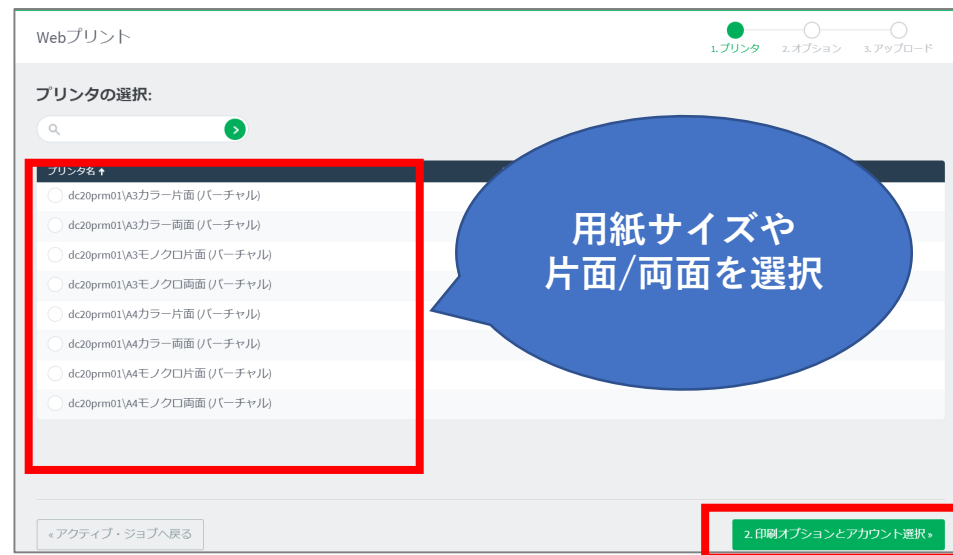 Webプリント
1.プリンタ 2.オプション 3.アップロード
プリンタの選択:
プリンタ名↑
dc20prm01\A3カラー片面 (バーチャル)
dc20prm01\A3カラー両面 (バーチャル)
dc20prm01\A3モノクロ片面 (バーチャル)
dc20prm01\A3モノクロ両面 (バーチャル)
dc20prm01\A4カラー片面 (バーチャル)
dc20prm01\A4カラー両面 (バーチャル)
dc20prm01\A4モノクロ片面 (バーチャル)
dc20prm01\A4モノクロ両面 (バーチャル)
用紙サイズや
片面/両面を選択
«アクティブ・ジョブへ戻る
2. 印刷オプションとアカウント選択»